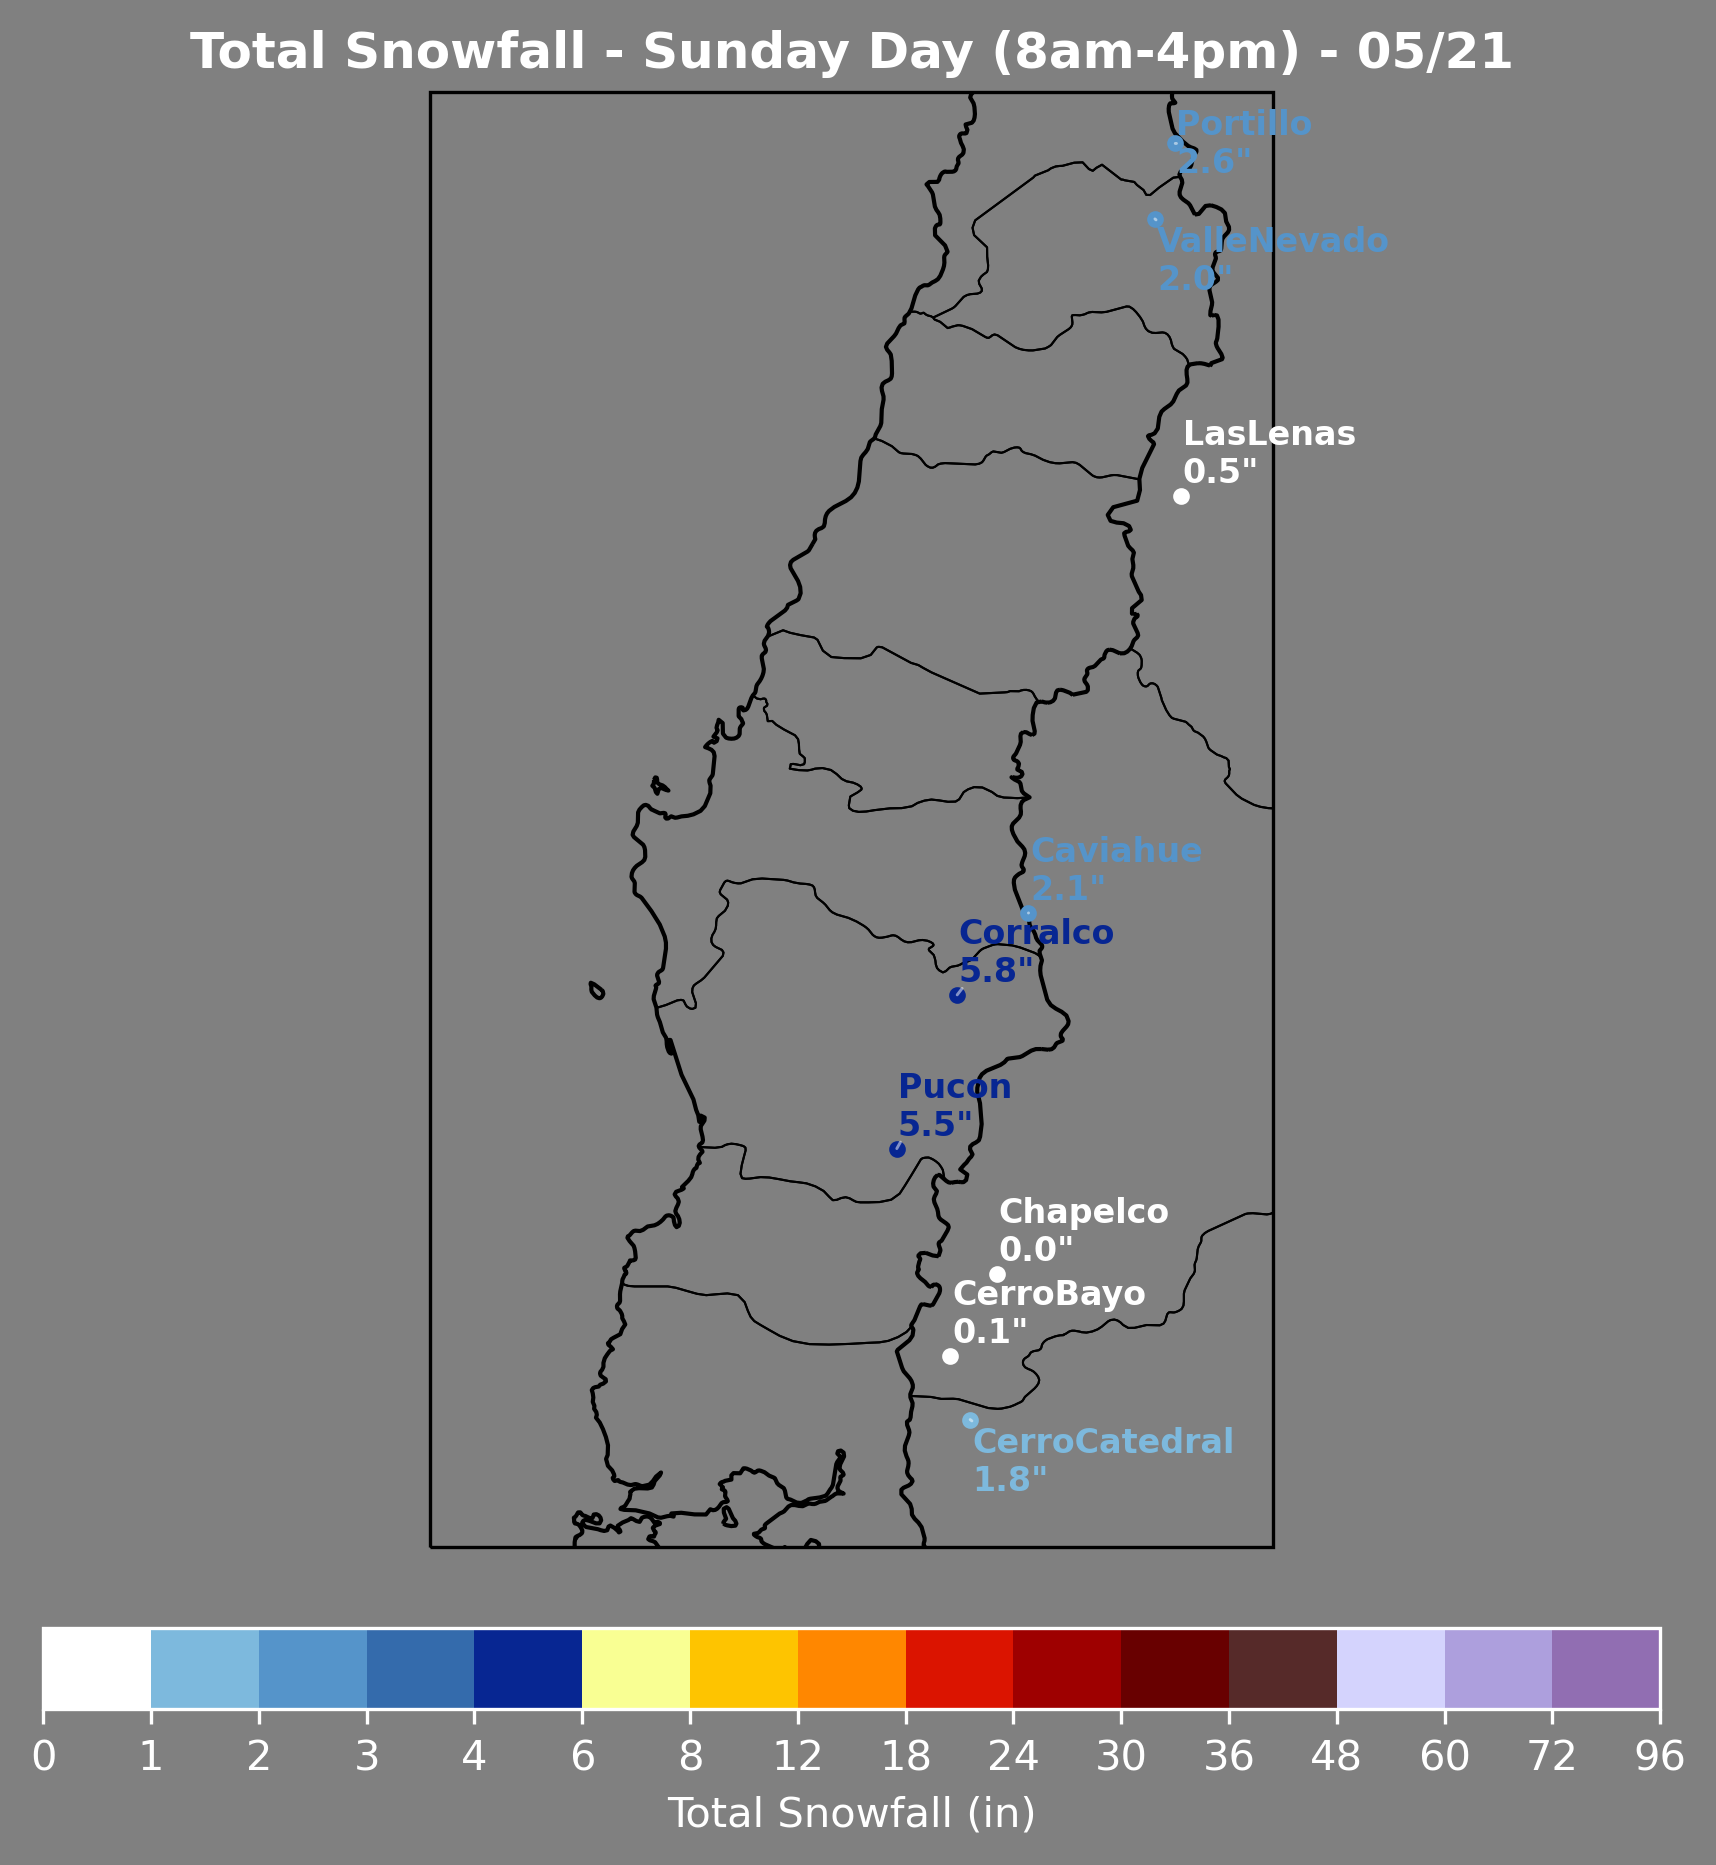 Total Snowfall - Sunday Day (8am-4pm) - 05/21
Portillo
2.6"
ValleNevado
2.0"
LasLenas
0.5"
Caviahue
2.1"
Corralco
5.8"
Pucon
5.5"
Chapelco
0.0"
CerroBayo
0.1"
CerroCatedral
1.8"
0 1 2 3 4 6 8 12 18 24 30 36 48 60 72 96
Total Snowfall (in)